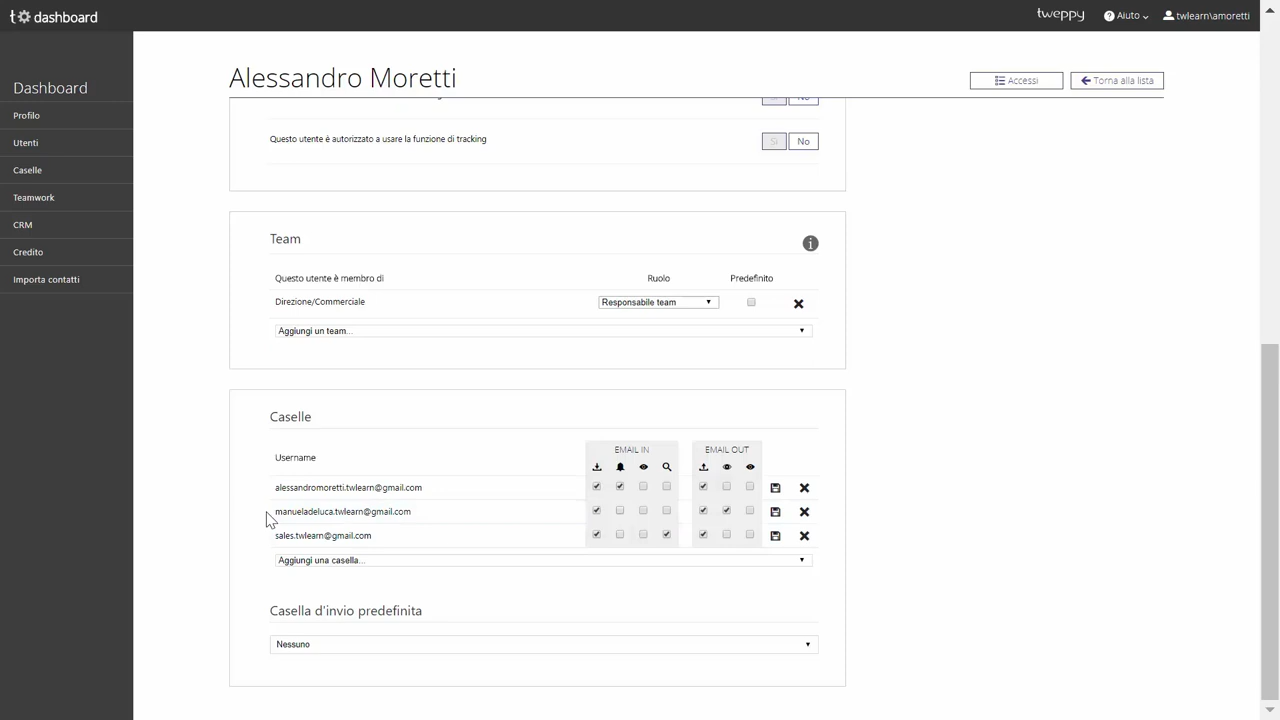 t dashboard
tweppy
Aiuto
twlearn\amoretti
Dashboard
Profilo
Utenti
Caselle
Teamwork
CRM
Credito
Importa contatti
Alessandro Moretti
Accessi
Torna alla lista
No
Questo utente è autorizzato a usare la funzione di tracking
Sì No
Team
Questo utente è membro di Ruolo Predefinito
Direzione/Commerciale Responsabile team
Aggiungi un team...
Caselle
EMAIL IN EMAIL OUT
Username
alessandromoretti.twlearn@gmail.com
manueladeluca.twlearn@gmail.com
sales.twlearn@gmail.com
Aggiungi una casella...
Casella d'invio predefinita
Nessuno